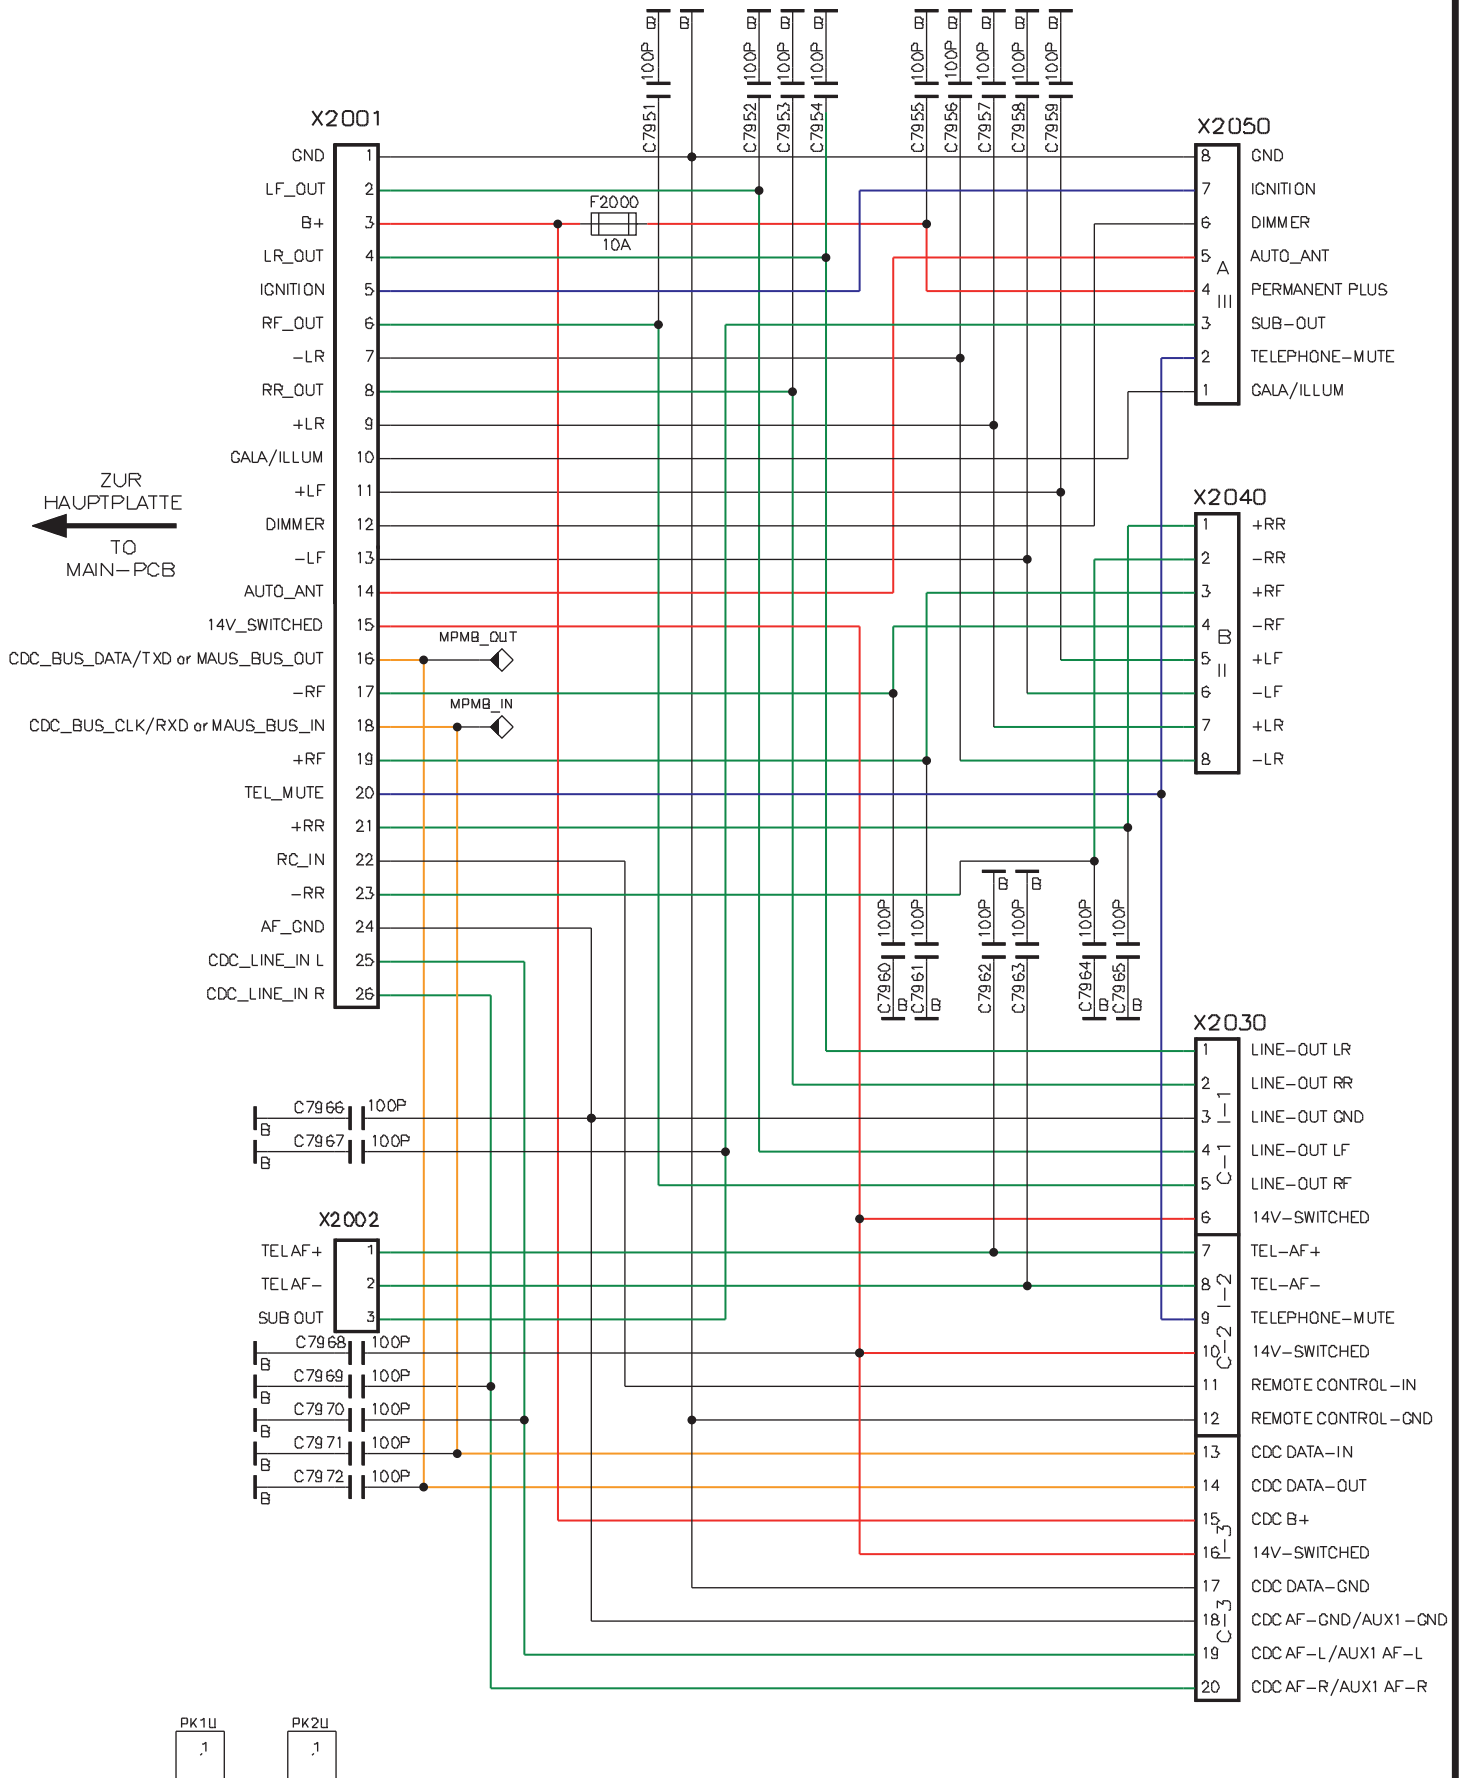 B B B B B B B B B B
100P 100P 100P 100P 100P 100P 100P 100P 100P
C7951 C7952 C7953 C7954 C7955 C7956 C7957 C7958 C7959
X2001
GND 1
LF_OUT 2
B+ 3
LR_OUT 4
IGNITION 5
RF_OUT 6
-LR 7
RR_OUT 8
+LR 9
GALA/ILLUM 10
+LF 11
DIMMER 12
-LF 13
AUTO_ANT 14
14V_SWITCHED 15
CDC_BUS_DATA/TXD or MAUS_BUS_OUT 16
-RF 17
CDC_BUS_CLK/RXD or MAUS_BUS_IN 18
+RF 19
TEL_MUTE 20
+RR 21
RC_IN 22
-RR 23
AF_GND 24
CDC_LINE_IN L 25
CDC_LINE_IN R 26
ZUR
HAUPTPLATTE
TO
MAIN-PCB
F2000
10A
MPMB_OUT
MPMB_IN
X2050
8 GND
7 IGNITION
6 DIMMER
5 AUTO_ANT
4 PERMANENT PLUS
3 SUB-OUT
2 TELEPHONE-MUTE
1 GALA/ILLUM
A
III
X2040
1 +RR
2 -RR
3 +RF
4 -RF
5 +LF
6 -LF
7 +LR
8 -LR
B
II
B B
100P 100P 100P 100P 100P 100P
C7960 C7961 C7962 C7963 C7964 C7965
B B B B
X2030
1 LINE-OUT LR
2 LINE-OUT RR
3 LINE-OUT GND
4 LINE-OUT LF
5 LINE-OUT RF
6 14V-SWITCHED
C-1 I-1
7 TEL-AF+
8 TEL-AF-
9 TELEPHONE-MUTE
10 14V-SWITCHED
11 REMOTE CONTROL-IN
12 REMOTE CONTROL-GND
C-2 I-2
13 CDC DATA-IN
14 CDC DATA-OUT
15 CDC B+
16 14V-SWITCHED
17 CDC DATA-GND
18 CDC AF-GND/AUX1-GND
19 CDC AF-L/AUX1 AF-L
20 CDC AF-R/AUX1 AF-R
C-3 I-3
B C7966 100P
B C7967 100P
X2002
TELAF+ 1
TELAF- 2
SUB OUT 3
B C7968 100P
B C7969 100P
B C7970 100P
B C7971 100P
B C7972 100P
PK1U
1
PK2U
1